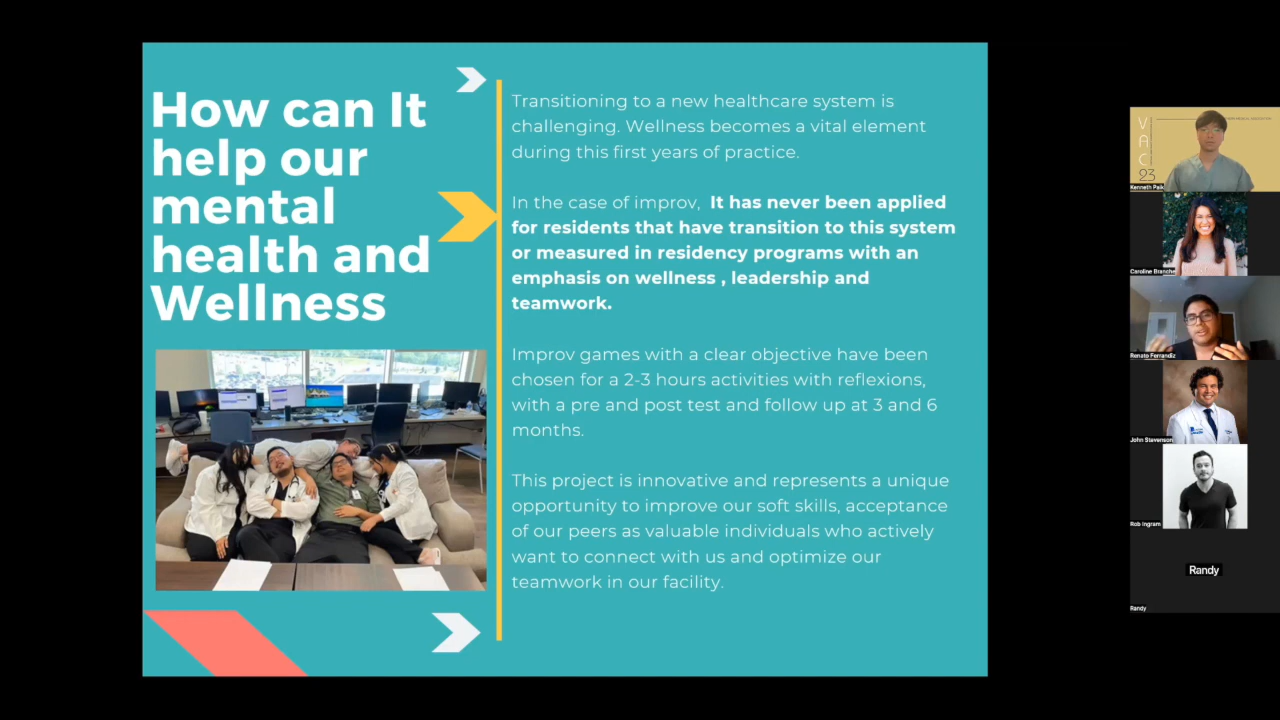 How can It
help our
mental
health and
Wellness
Transitioning to a new healthcare system is
challenging. Wellness becomes a vital element
during this first years of practice.
In the case of improv, It has never been applied
for residents that have transition to this system
or measured in residency programs with an
emphasis on wellness , leadership and
teamwork.
Improv games with a clear objective have been
chosen for a 2-3 hours activities with reflexions,
with a pre and post test and follow up at 3 and 6
months.
This project is innovative and represents a unique
opportunity to improve our soft skills, acceptance
of our peers as valuable individuals who actively
want to connect with us and optimize our
teamwork in our facility.
VAC
23
Kenneth Paik
Caroline Branche
Renato Ferrandiz
John Stevenson
Rob Ingram
Randy
Randy